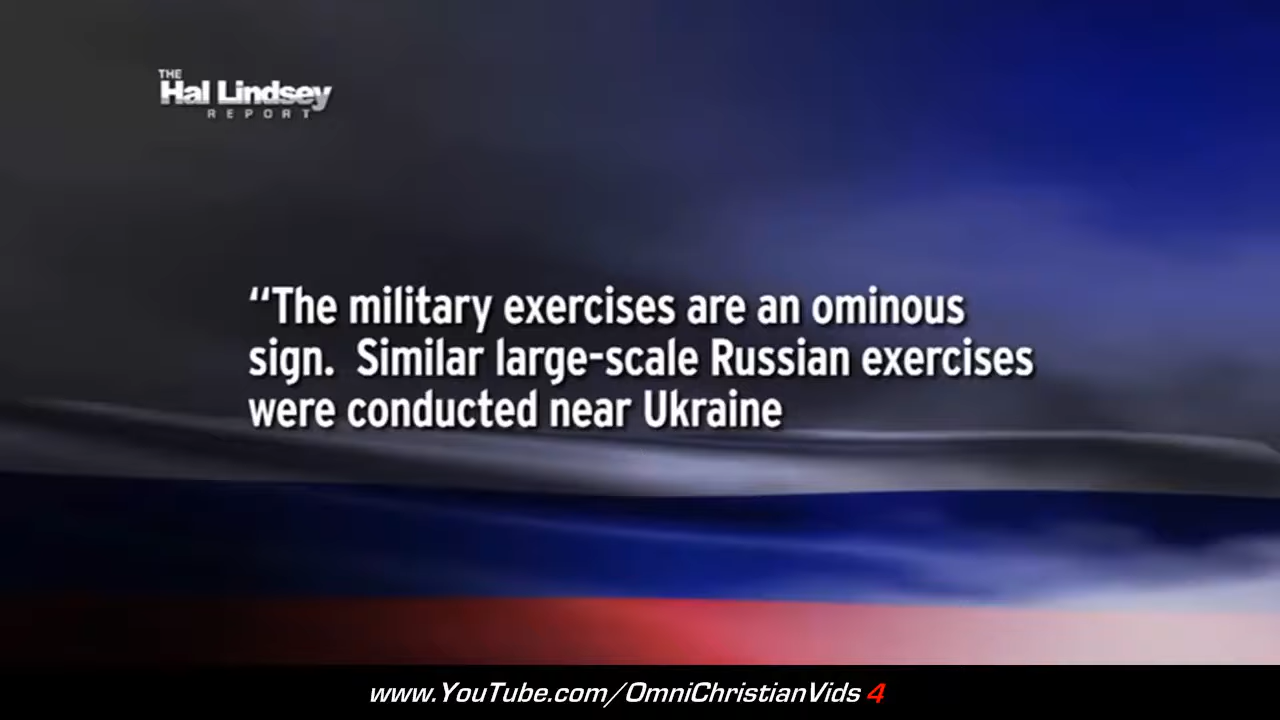 THE
Hal Lindsey
REPORT
“The military exercises are an ominous
sign.  Similar large-scale Russian exercises
were conducted near Ukraine
www.YouTube.com/OmniChristianVids 4